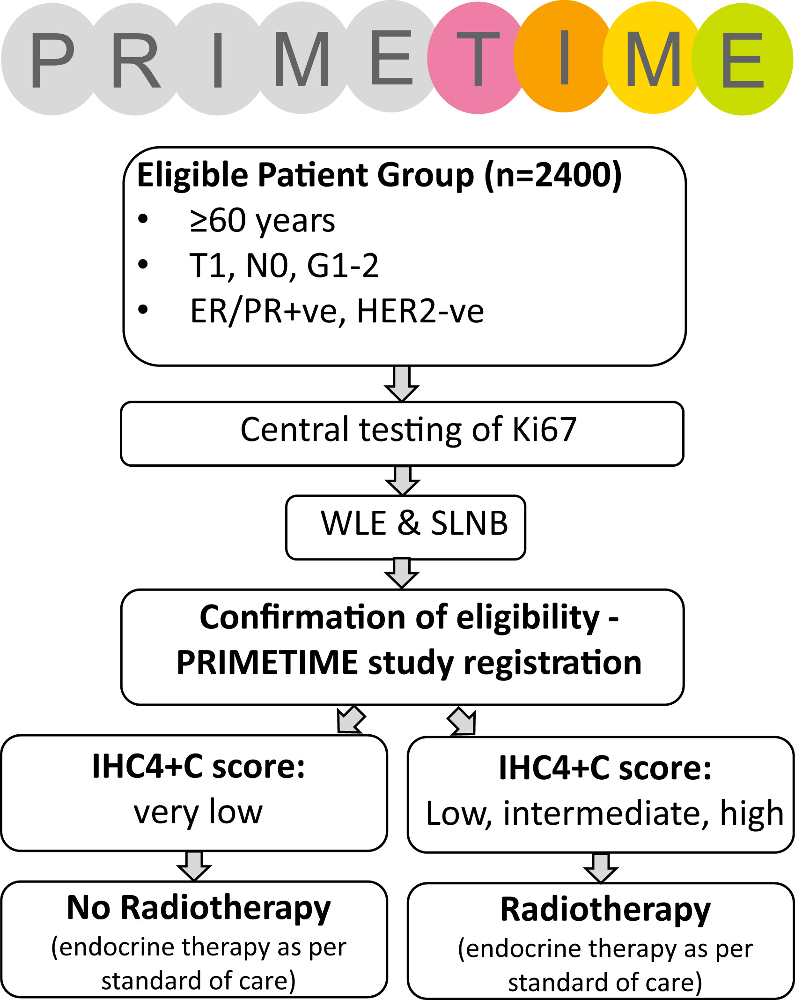 PRIMETIME
Eligible Patient Group (n=2400)
• ≥60 years
• T1, N0, G1-2
• ER/PR+ve, HER2-ve
Central testing of Ki67
WLE & SLNB
Confirmation of eligibility -
PRIMETIME study registration
IHC4+C score:
very low
IHC4+C score:
Low, intermediate, high
No Radiotherapy
(endocrine therapy as per
standard of care)
Radiotherapy
(endocrine therapy as per
standard of care)